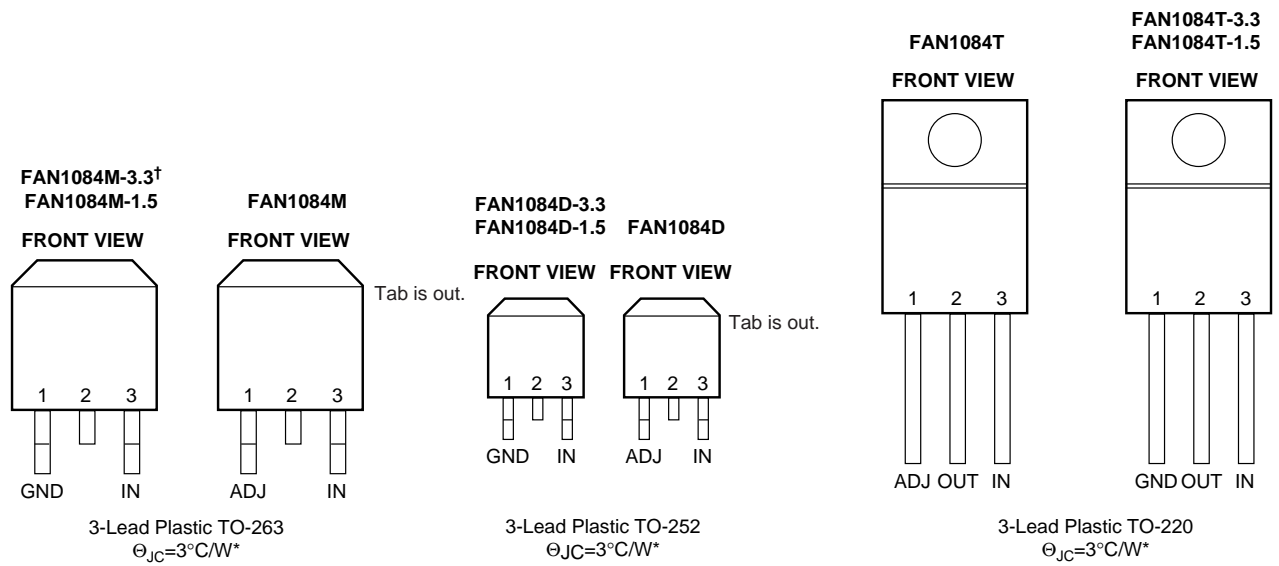 FAN1084M-3.3†
FAN1084M-1.5
FRONT VIEW
1 2 3
GND IN
FAN1084M
FRONT VIEW
Tab is out.
1 2 3
ADJ IN
3-Lead Plastic TO-263
ΘJC=3°C/W*
FAN1084D-3.3
FAN1084D-1.5
FRONT VIEW
1 2 3
GND IN
FAN1084D
FRONT VIEW
Tab is out.
1 2 3
ADJ IN
3-Lead Plastic TO-252
ΘJC=3°C/W*
FAN1084T
FRONT VIEW
1 2 3
ADJ OUT IN
FAN1084T-3.3
FAN1084T-1.5
FRONT VIEW
1 2 3
GND OUT IN
3-Lead Plastic TO-220
ΘJC=3°C/W*